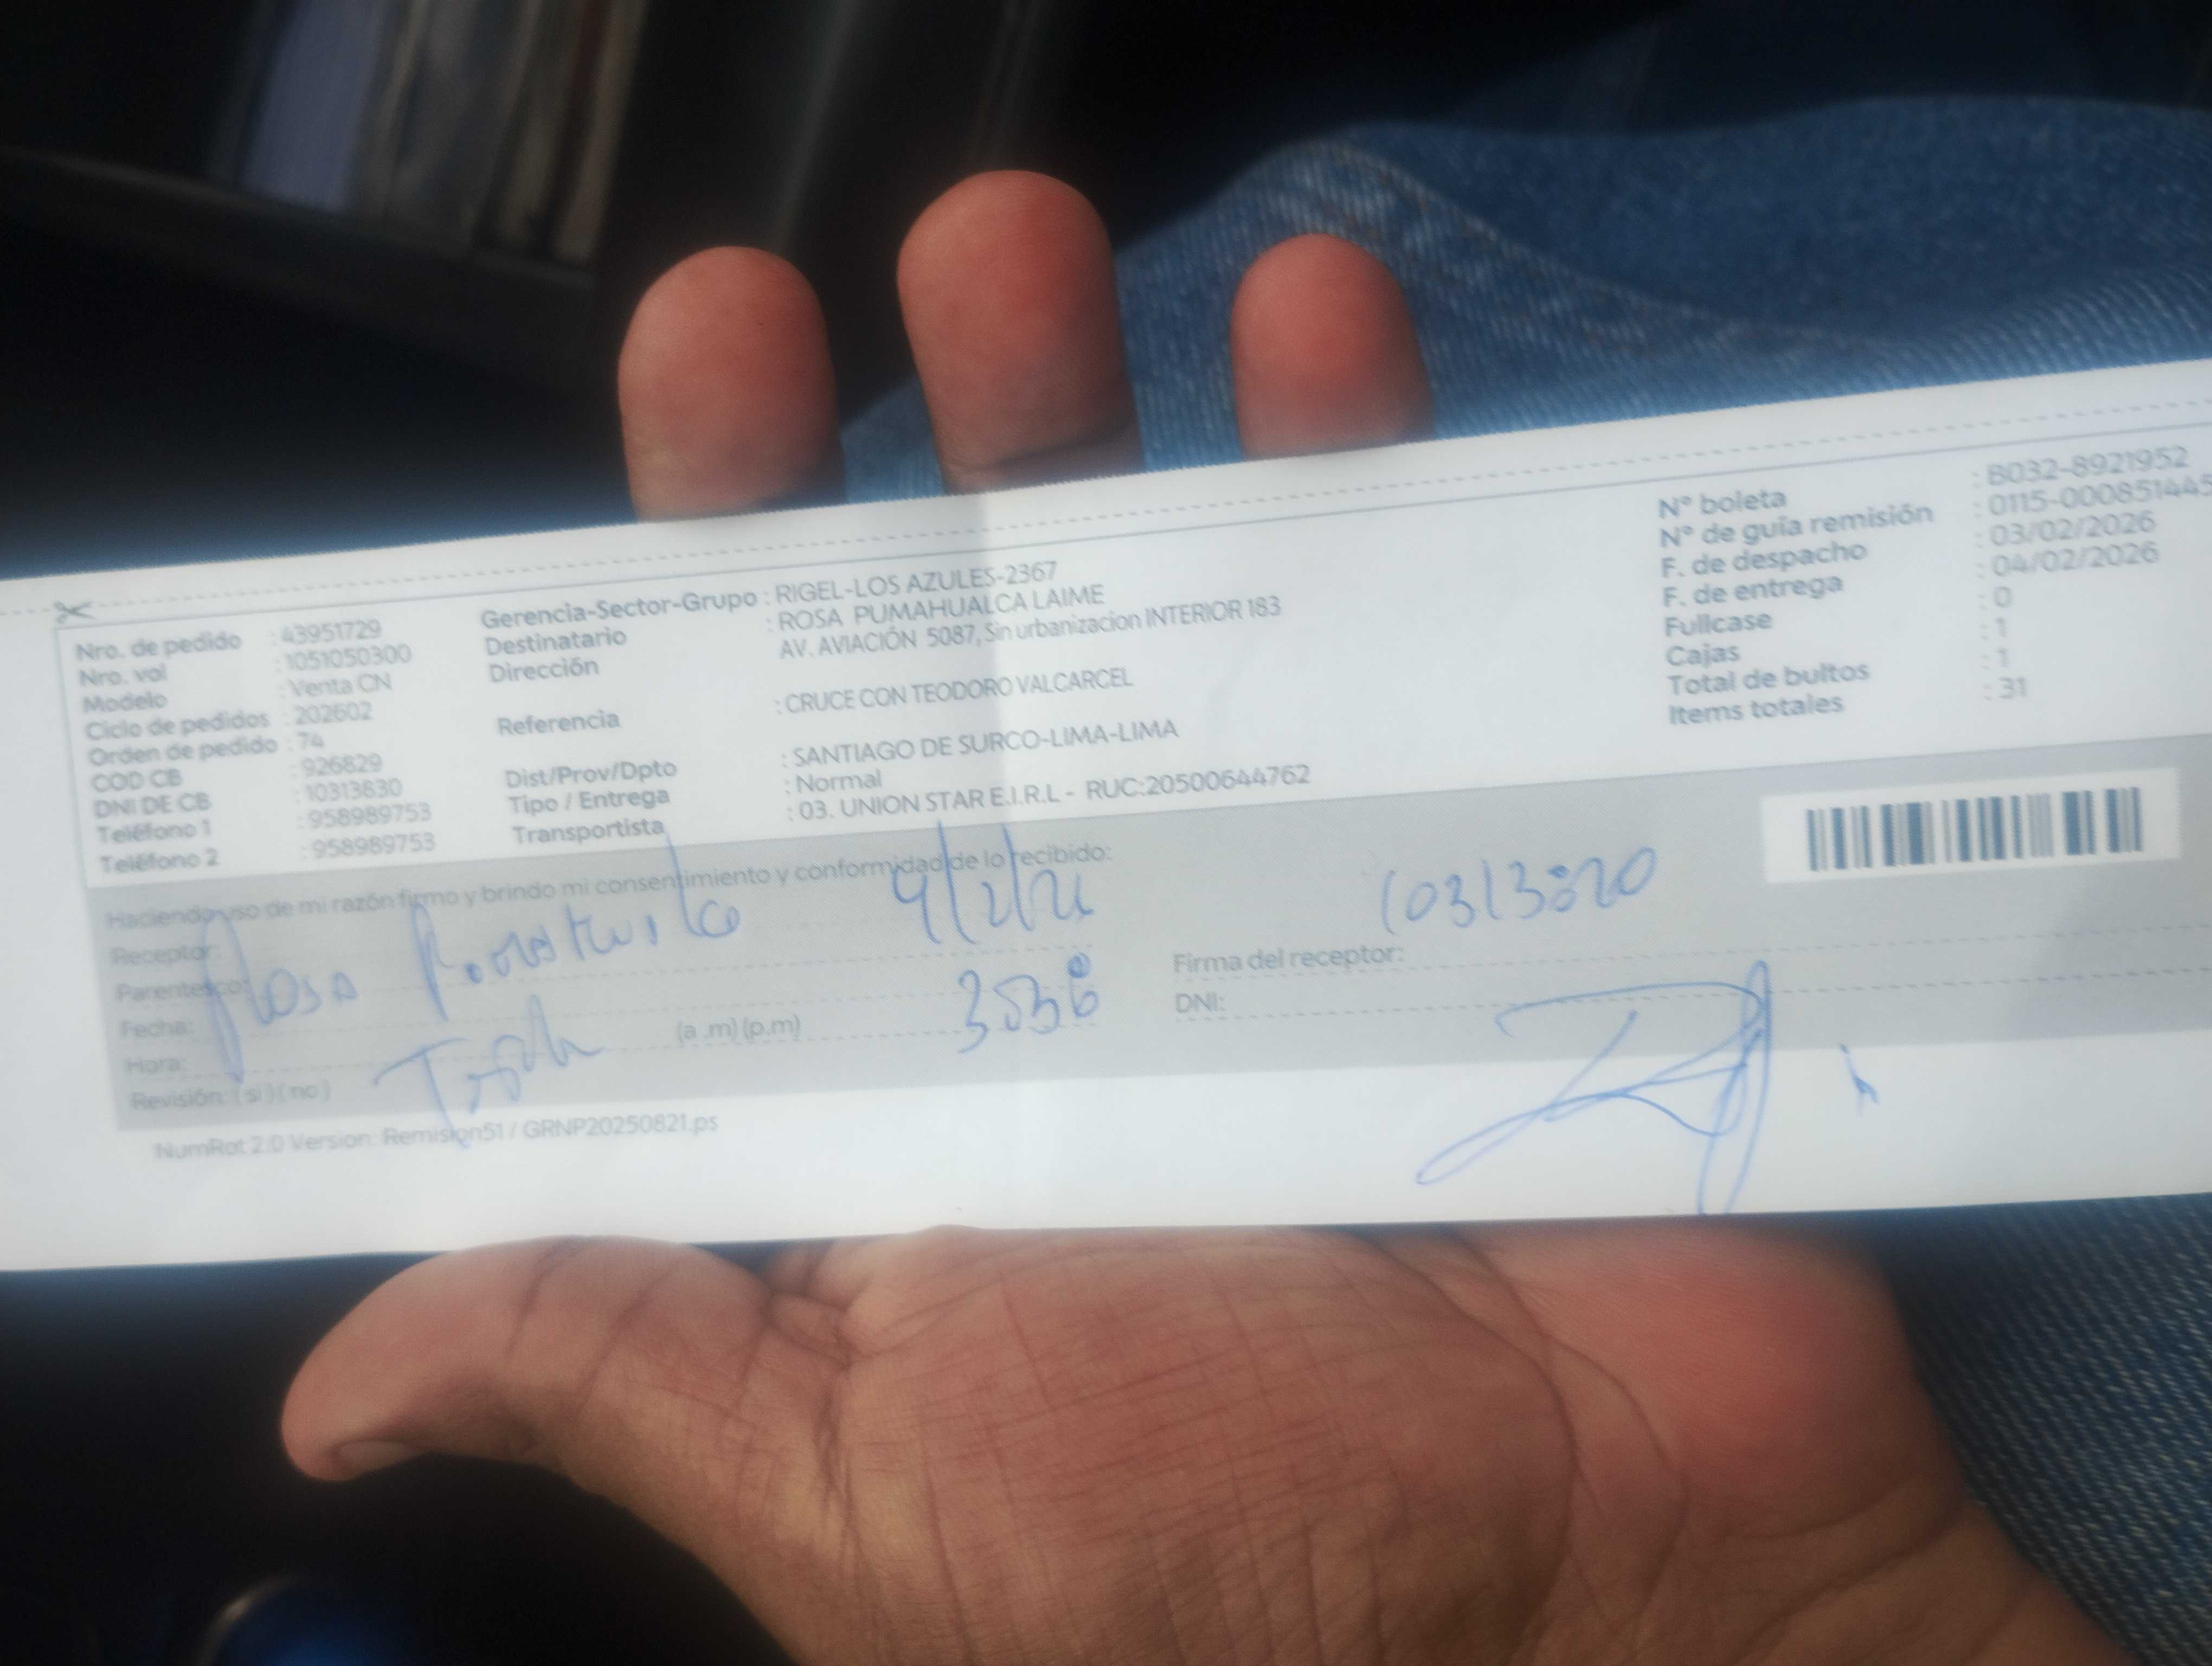 Nro. de pedido : 43951729
Nro. vol : 1051050300
Modelo : Venta CN
Ciclo de pedidos : 202602
Orden de pedido : 74
COD CB : 926829
DNI DE CB : 10313830
Teléfono 1 : 958989753
Teléfono 2 : 958989753
Gerencia-Sector-Grupo : RIGEL-LOS AZULES-2367
Destinatario : ROSA PUMAHUALCA LAIME
Dirección AV. AVIACIÓN 5087, Sin urbanizacion INTERIOR 183
Referencia : CRUCE CON TEODORO VALCARCEL
Dist/Prov/Dpto : SANTIAGO DE SURCO-LIMA-LIMA
Tipo / Entrega : Normal
Transportista : 03. UNION STAR E.I.R.L - RUC:20500644762
N° boleta : B032-8921952
N° de guía remisión : 0115-000851445
F. de despacho : 03/02/2026
F. de entrega : 04/02/2026
Fullcase : 0
Cajas : 1
Total de bultos : 1
Items totales : 31
Haciendo uso de mi razón firmo y brindo mi consentimiento y conformidad de lo recibido:
Receptor: Rosa
Parentesco:
Fecha:
Hora: (a .m) (p.m)
Revisión: ( si ) ( no )
Firma del receptor:
DNI:
NumRot 2.0 Version: Remision51 / GRNP20250821.ps